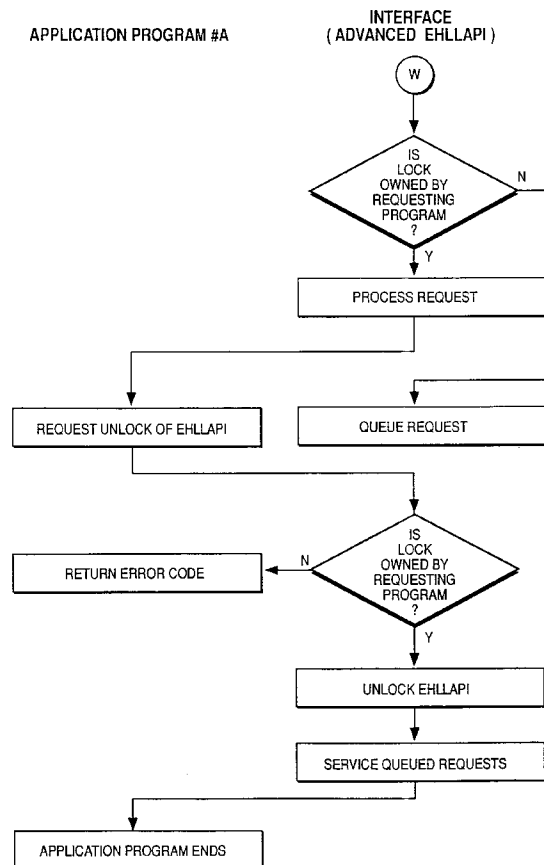 APPLICATION PROGRAM #A
INTERFACE
( ADVANCED EHLLAPI )
W
IS
LOCK
OWNED BY
REQUESTING
PROGRAM
?
N
Y
PROCESS REQUEST
REQUEST UNLOCK OF EHLLAPI
QUEUE REQUEST
IS
LOCK
OWNED BY
REQUESTING
PROGRAM
?
N
RETURN ERROR CODE
Y
UNLOCK EHLLAPI
SERVICE QUEUED REQUESTS
APPLICATION PROGRAM ENDS